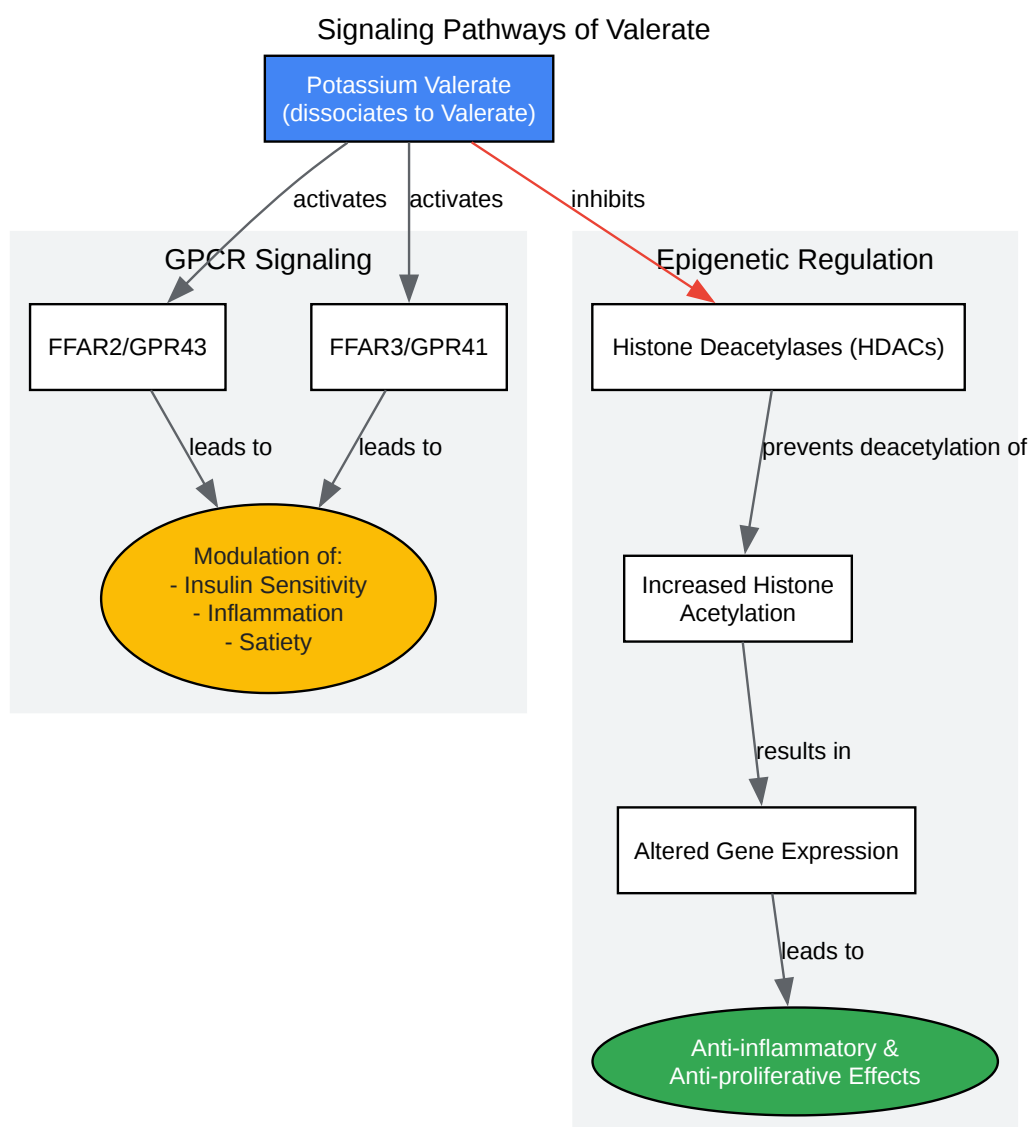 Signaling Pathways of Valerate
Potassium Valerate
(dissociates to Valerate)
activates
activates
inhibits
GPCR Signaling
Epigenetic Regulation
FFAR2/GPR43
FFAR3/GPR41
Histone Deacetylases (HDACs)
leads to
leads to
prevents deacetylation of
Modulation of:
- Insulin Sensitivity
- Inflammation
- Satiety
Increased Histone
Acetylation
results in
Altered Gene Expression
leads to
Anti-inflammatory &
Anti-proliferative Effects